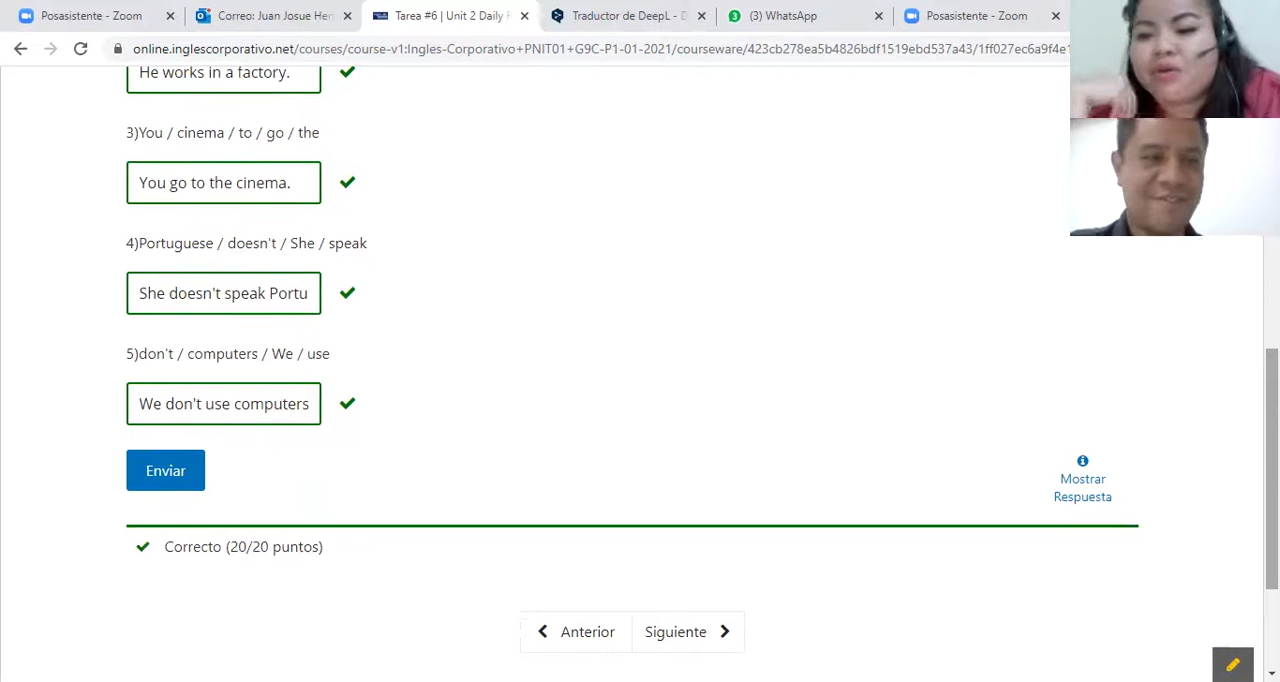 Posasistente - Zoom
Correo: Juan Josue Her
Tarea #6 | Unit 2 Daily
Traductor de DeepL - D
(3) WhatsApp
Posasistente - Zoom
online.inglescorporativo.net/courses/course-v1:Ingles-Corporativo+PNIT01+G9C-P1-01-2021/courseware/423cb278ea5b4826bdf1519ebd537a43/1ff027ec6a9f4e1
He works in a factory.
3)You / cinema / to / go / the
You go to the cinema.
4)Portuguese / doesn't / She / speak
She doesn't speak Portu
5)don't / computers / We / use
We don't use computers
Enviar
Mostrar
Respuesta
Correcto (20/20 puntos)
Anterior
Siguiente